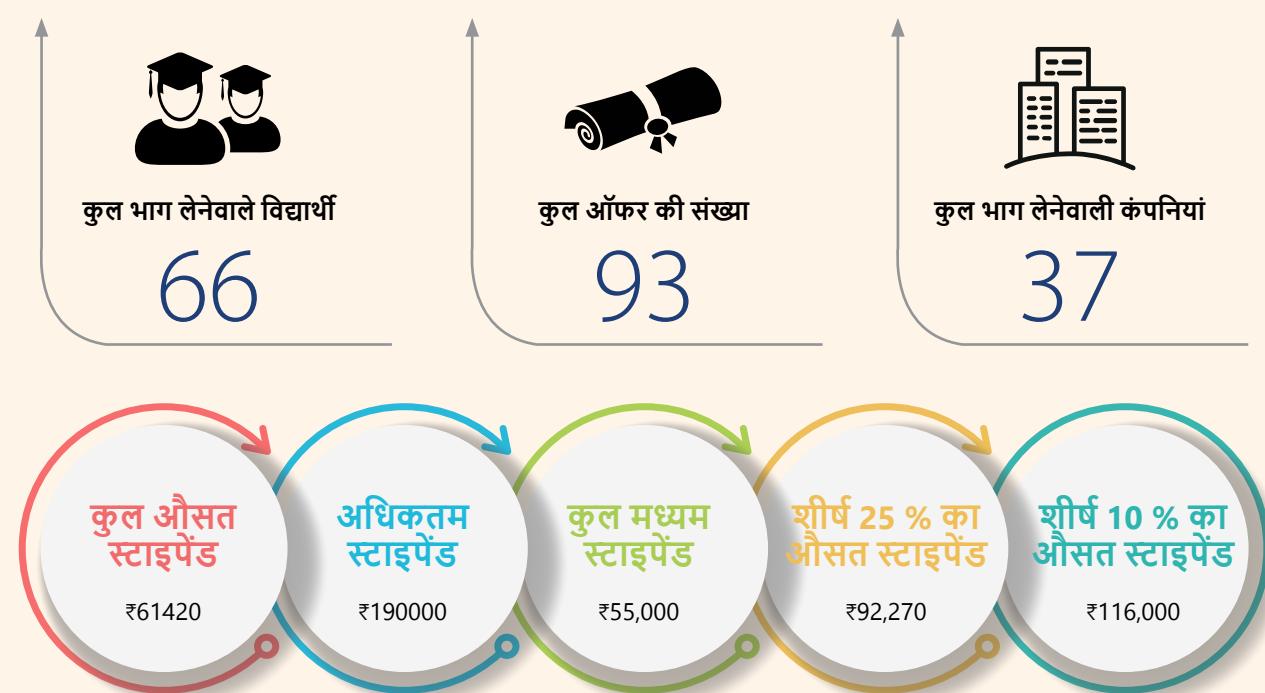 कुल भाग लेनेवाले विद्यार्थी
66
कुल ऑफर की संख्या
93
कुल भाग लेनेवाली कंपनियां
37
कुल औसत
स्टाइपेंड
₹61420
अधिकतम
स्टाइपेंड
₹190000
कुल मध्यम
स्टाइपेंड
₹55,000
शीर्ष 25 % का
औसत स्टाइपेंड
₹92,270
शीर्ष 10 % का
औसत स्टाइपेंड
₹116,000